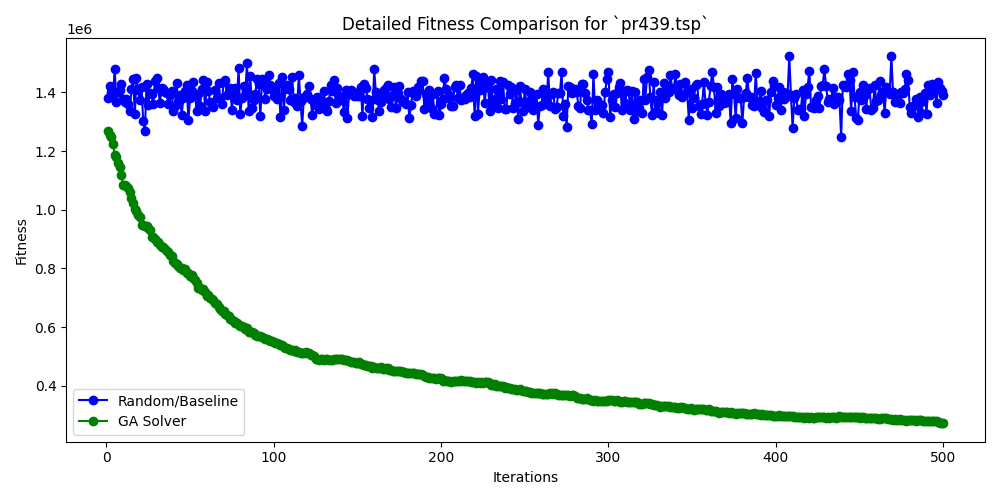 Detailed Fitness Comparison for `pr439.tsp`
1e6
1.4
1.2
1.0
0.8
0.6
0.4
Fitness
Random/Baseline
GA Solver
0
100
200
300
400
500
Iterations